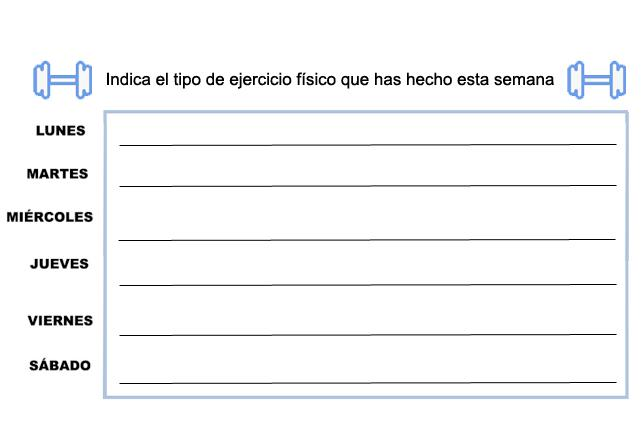 Indica el tipo de ejercicio físico que has hecho esta semana
LUNES
MARTES
MIÉRCOLES
JUEVES
VIERNES
SÁBADO